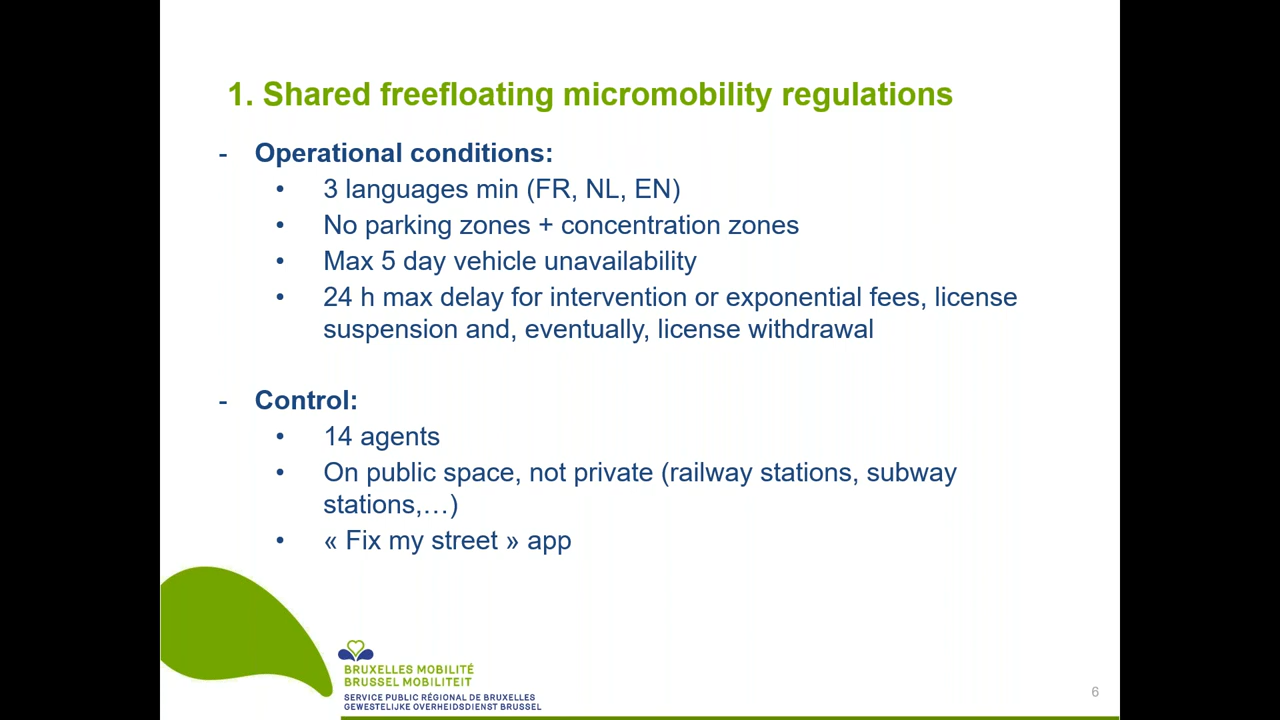 1. Shared freefloating micromobility regulations
- Operational conditions:
• 3 languages min (FR, NL, EN)
• No parking zones + concentration zones
• Max 5 day vehicle unavailability
• 24 h max delay for intervention or exponential fees, license
suspension and, eventually, license withdrawal
- Control:
• 14 agents
• On public space, not private (railway stations, subway
stations,…)
• « Fix my street » app
BRUXELLES MOBILITÉ
BRUSSEL MOBILITEIT
SERVICE PUBLIC RÉGIONAL DE BRUXELLES
GEWESTELIJKE OVERHEIDSDIENST BRUSSEL
6